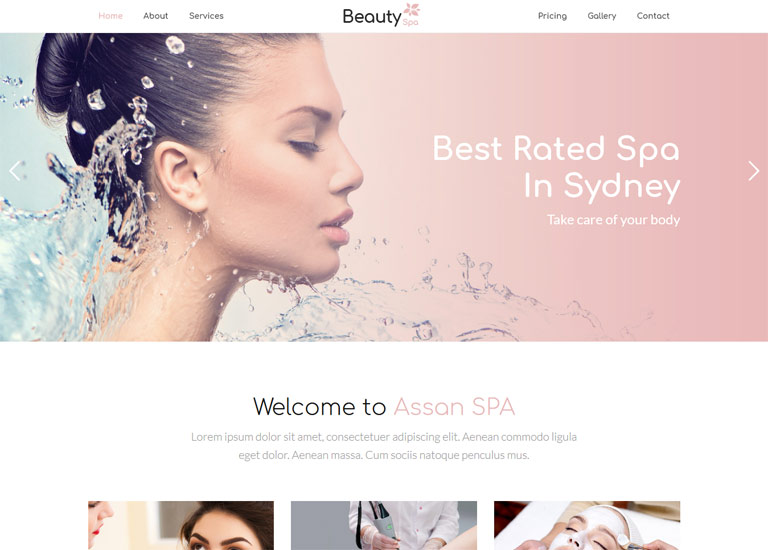 Home About Services Beauty Spa Pricing Gallery Contact
Best Rated Spa
In Sydney
Take care of your body
Welcome to Assan SPA
Lorem ipsum dolor sit amet, consectetuer adipiscing elit. Aenean commodo ligula
eget dolor. Aenean massa. Cum sociis natoque penculus mus.